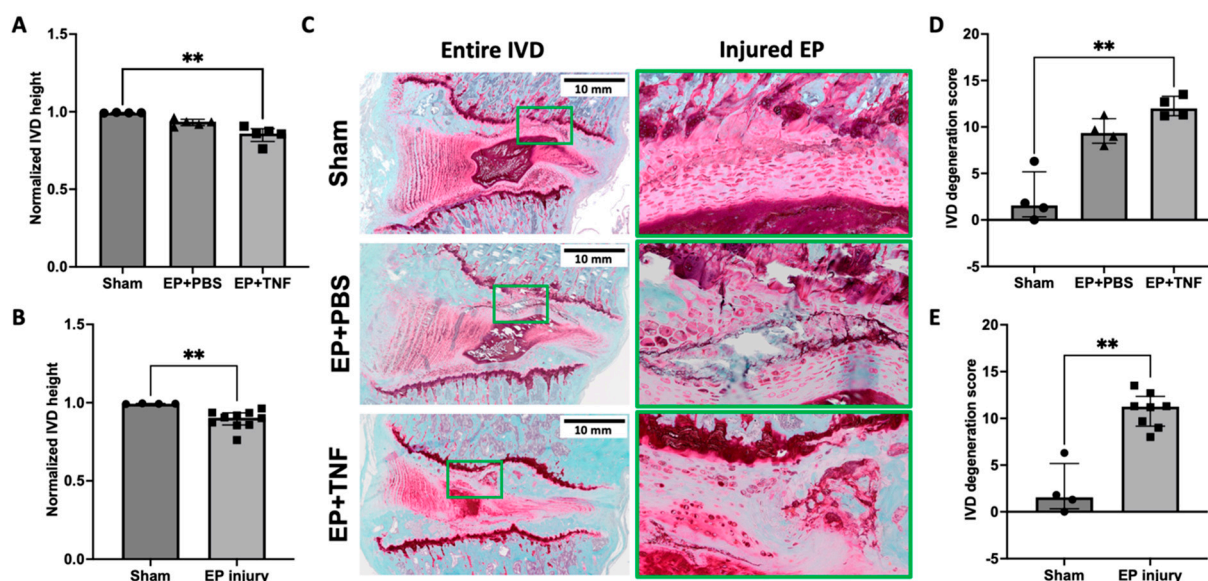 A
Normalized IVD height
1.5
1.0
0.5
0.0
**
Sham
EP+PBS
EP+TNF
B
Normalized IVD height
1.5
1.0
0.5
0.0
**
Sham
EP injury
C
Entire IVD
Injured EP
Sham
10 mm
EP+PBS
10 mm
EP+TNF
10 mm
D
IVD degeneration score
20
15
10
5
0
-5
**
Sham
EP+PBS
EP+TNF
E
IVD degeneration score
20
15
10
5
0
-5
**
Sham
EP injury